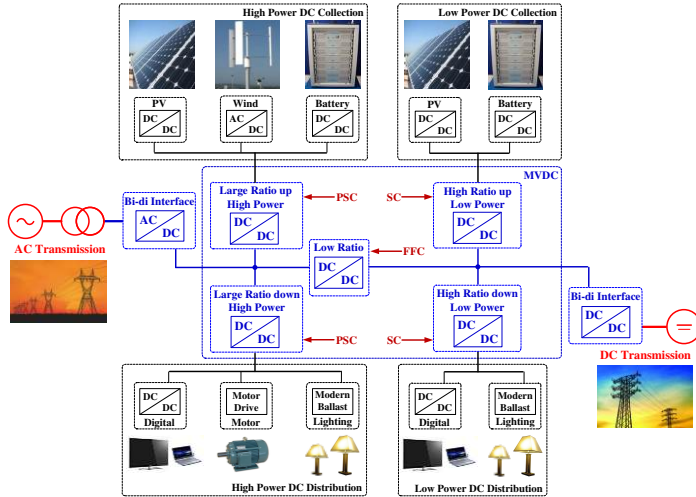 High Power DC Collection
Low Power DC Collection
PV
Wind
Battery
PV
Battery
DC
DC
AC
DC
DC
DC
DC
DC
DC
DC
MVDC
Large Ratio up
High Power
DC
DC
PSC
SC
High Ratio up
Low Power
DC
DC
Bi-di Interface
AC
DC
AC Transmission
Low Ratio
DC
DC
FFC
Large Ratio down
High Power
DC
DC
PSC
SC
High Ratio down
Low Power
DC
DC
Bi-di Interface
DC
DC
DC Transmission
DC
DC
Digital
Motor
Drive
Motor
Modern
Ballast
Lighting
DC
DC
Digital
Modern
Ballast
Lighting
High Power DC Distribution
Low Power DC Distribution